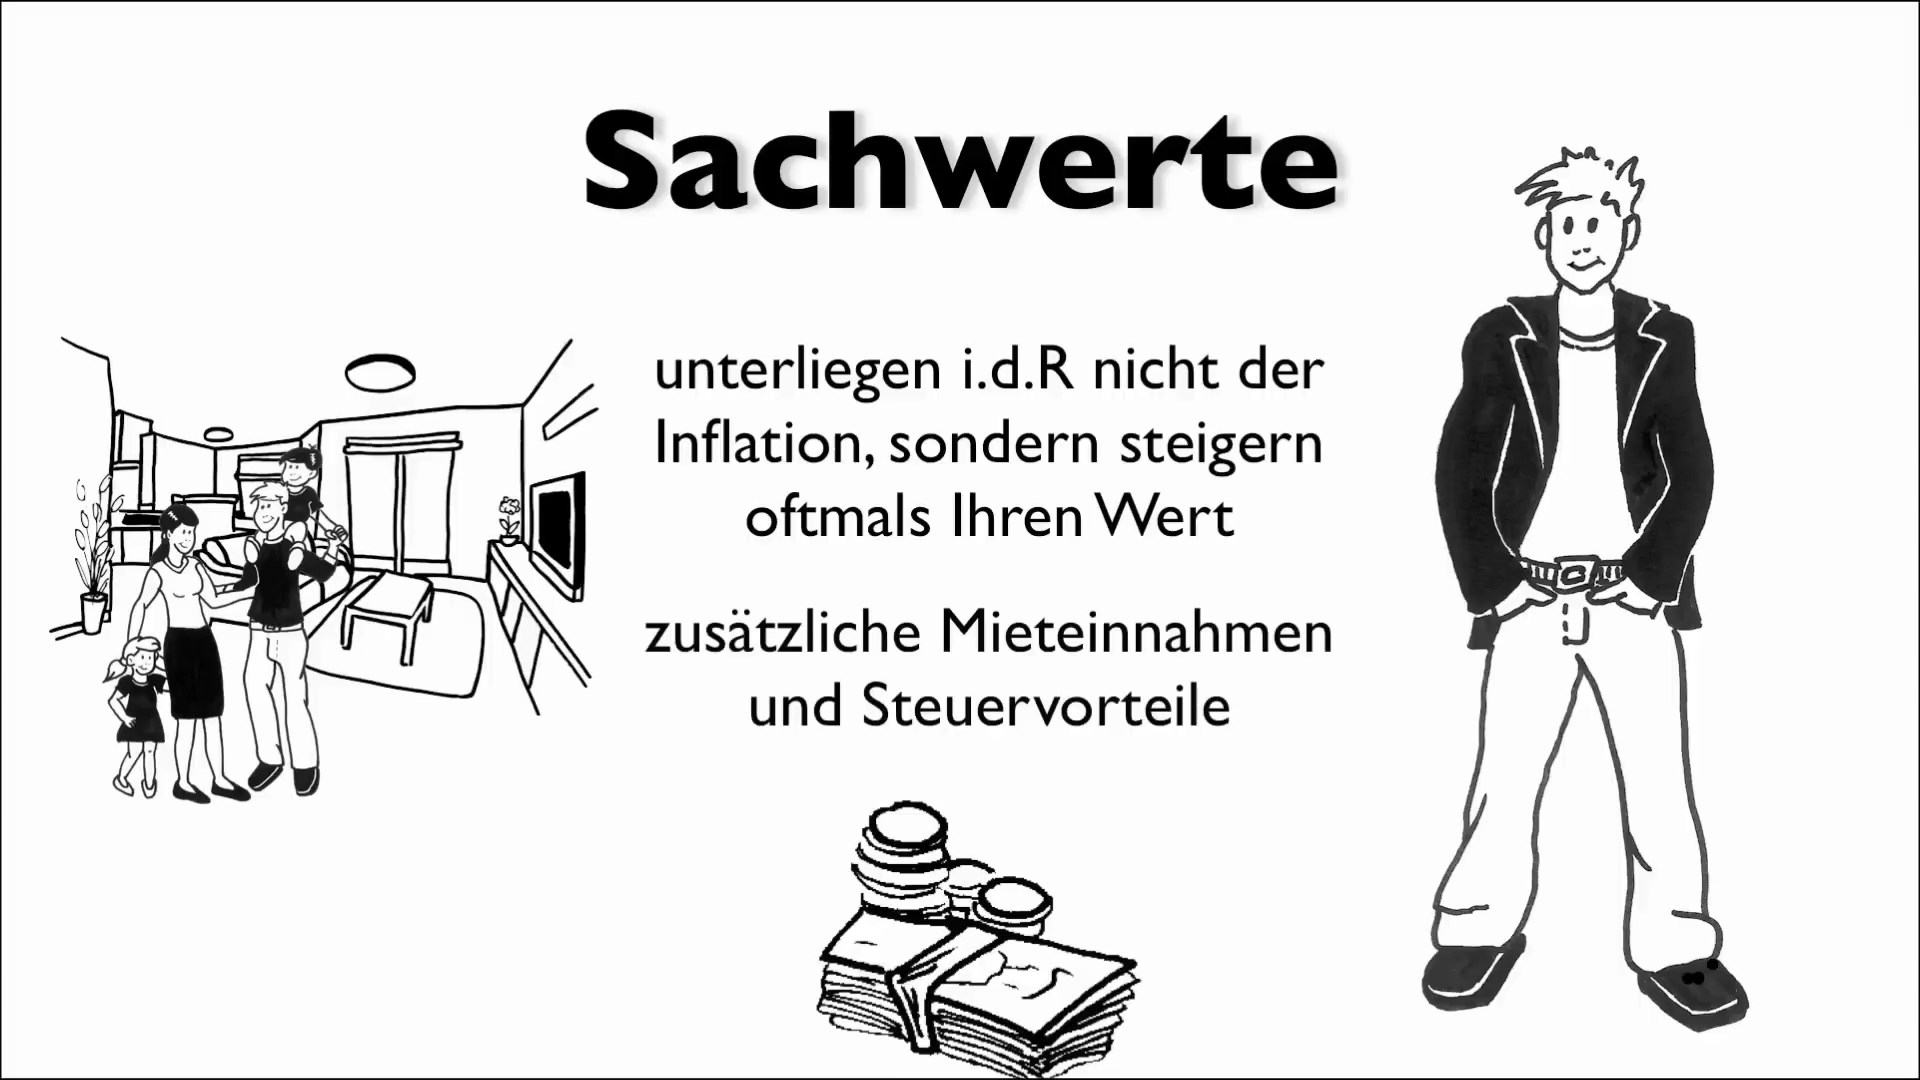 Sachwerte
unterliegen i.d.R nicht der
Inflation, sondern steigern
oftmals Ihren Wert
zusätzliche Mieteinnahmen
und Steuervorteile